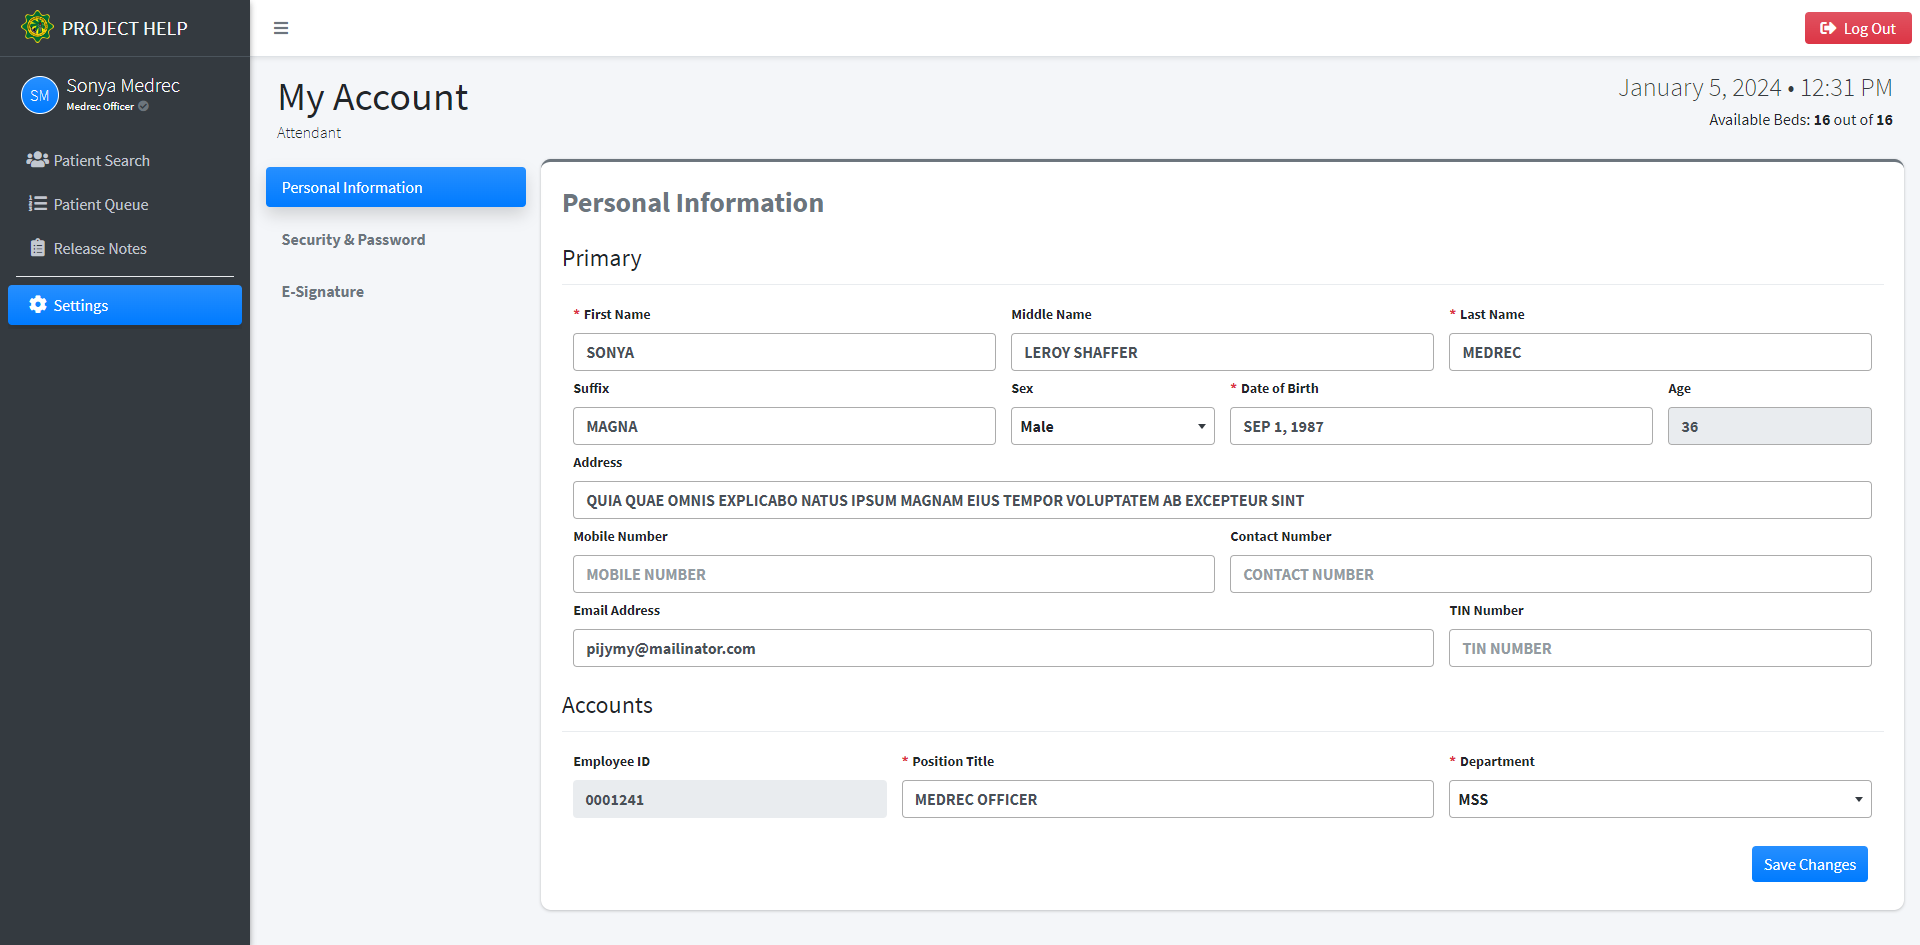 PROJECT HELP
Log Out
SM
Sonya Medrec
Medrec Officer
Patient Search
Patient Queue
Release Notes
Settings
My Account
Attendant
January 5, 2024 • 12:31 PM
Available Beds: 16 out of 16
Personal Information
Security & Password
E-Signature
Personal Information
Primary
* First Name
Middle Name
* Last Name
SONYA
LEROY SHAFFER
MEDREC
Suffix
Sex
* Date of Birth
Age
MAGNA
Male
SEP 1, 1987
36
Address
QUIA QUAE OMNIS EXPLICABO NATUS IPSUM MAGNAM EIUS TEMPOR VOLUPTATEM AB EXCEPTEUR SINT
Mobile Number
Contact Number
MOBILE NUMBER
CONTACT NUMBER
Email Address
TIN Number
pijymy@mailinator.com
TIN NUMBER
Accounts
Employee ID
* Position Title
* Department
0001241
MEDREC OFFICER
MSS
Save Changes